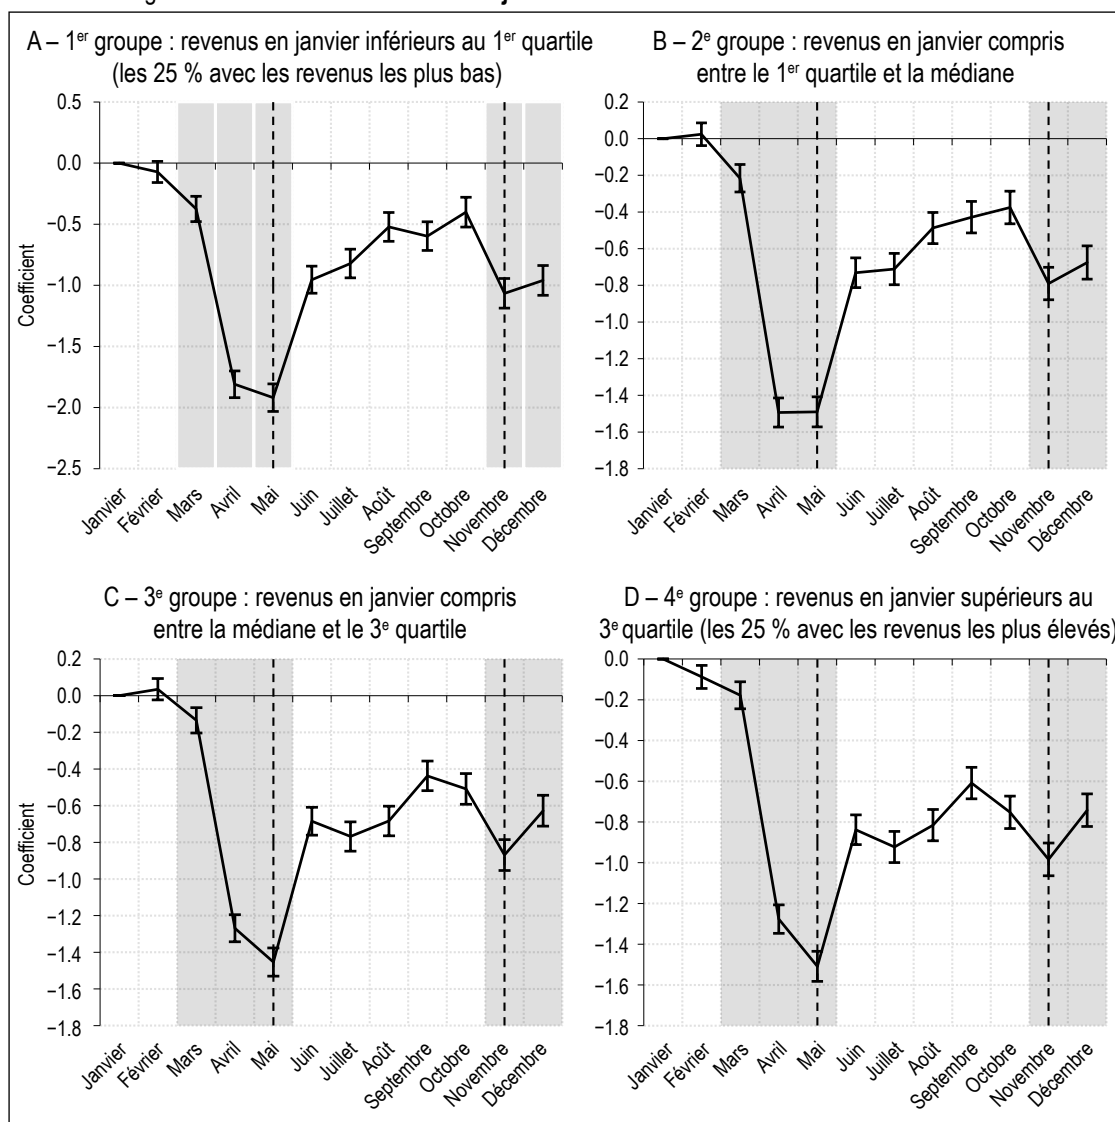 A – 1er groupe : revenus en janvier inférieurs au 1er quartile
(les 25 % avec les revenus les plus bas)
0.5
0.0
−0.5
−1.0
−1.5
−2.0
−2.5
Coefficient
Janvier
Février
Mars
Avril
Mai
Juin
Juillet
Août
Septembre
Octobre
Novembre
Décembre
B – 2e groupe : revenus en janvier compris
entre le 1er quartile et la médiane
0.2
0.0
−0.2
−0.4
−0.6
−0.8
−1.0
−1.2
−1.4
−1.6
−1.8
Janvier
Février
Mars
Avril
Mai
Juin
Juillet
Août
Septembre
Octobre
Novembre
Décembre
C – 3e groupe : revenus en janvier compris
entre la médiane et le 3e quartile
0.2
0.0
−0.2
−0.4
−0.6
−0.8
−1.0
−1.2
−1.4
−1.6
−1.8
Coefficient
Janvier
Février
Mars
Avril
Mai
Juin
Juillet
Août
Septembre
Octobre
Novembre
Décembre
D – 4e groupe : revenus en janvier supérieurs au
3e quartile (les 25 % avec les revenus les plus élevés)
0.0
−0.2
−0.4
−0.6
−0.8
−1.0
−1.2
−1.4
−1.6
−1.8
Janvier
Février
Mars
Avril
Mai
Juin
Juillet
Août
Septembre
Octobre
Novembre
Décembre